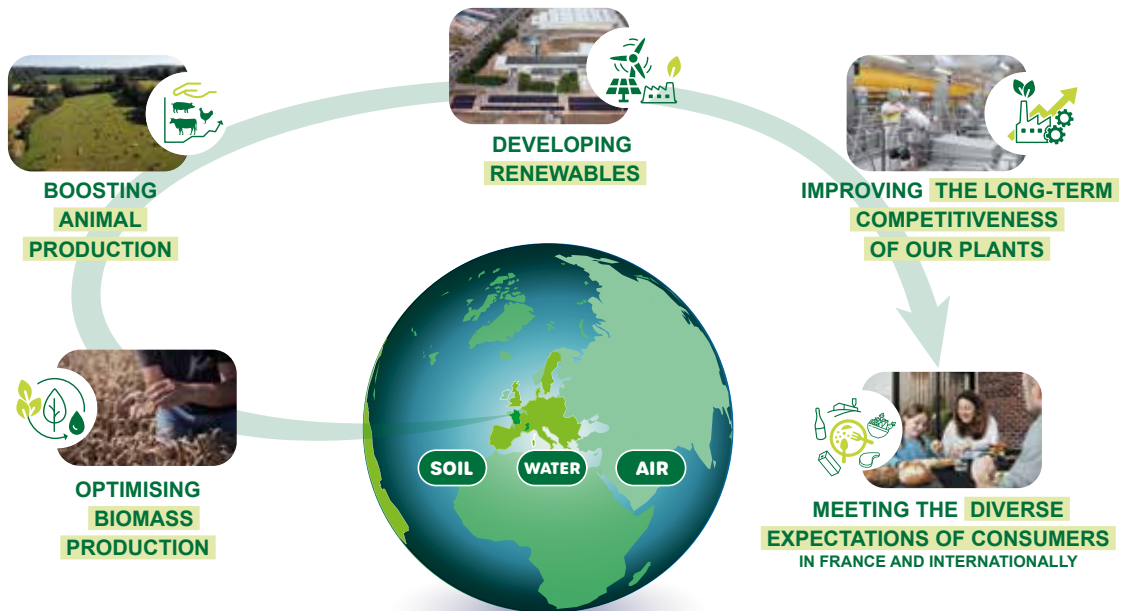 DEVELOPING
RENEWABLES
BOOSTING
ANIMAL
PRODUCTION
IMPROVING THE LONG-TERM
COMPETITIVENESS
OF OUR PLANTS
SOIL
WATER
AIR
OPTIMISING
BIOMASS
PRODUCTION
MEETING THE DIVERSE
EXPECTATIONS OF CONSUMERS
IN FRANCE AND INTERNATIONALLY